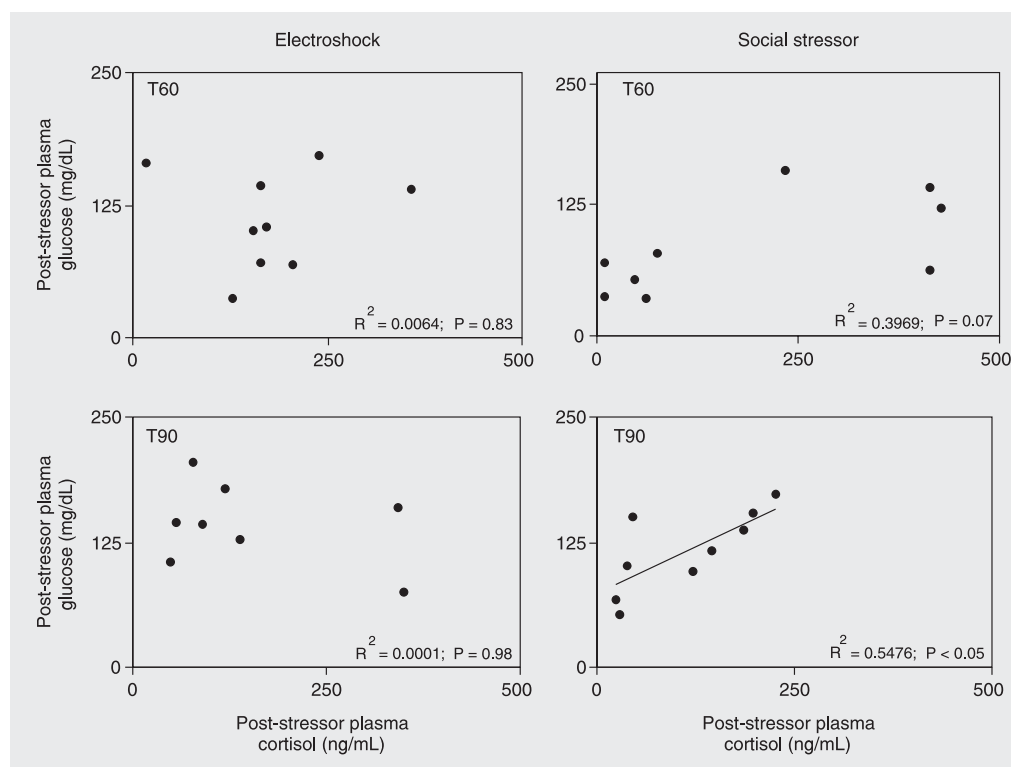 Electroshock
Social stressor
T60
250
125
0
0
250
500
Post-stressor plasma
glucose (mg/dL)
R2 = 0.0064; P = 0.83
T60
250
125
0
0
250
500
R2 = 0.3969; P = 0.07
T90
250
125
0
0
250
500
Post-stressor plasma
glucose (mg/dL)
R2 = 0.0001; P = 0.98
Post-stressor plasma
cortisol (ng/mL)
T90
250
125
0
0
250
500
R2 = 0.5476; P < 0.05
Post-stressor plasma
cortisol (ng/mL)